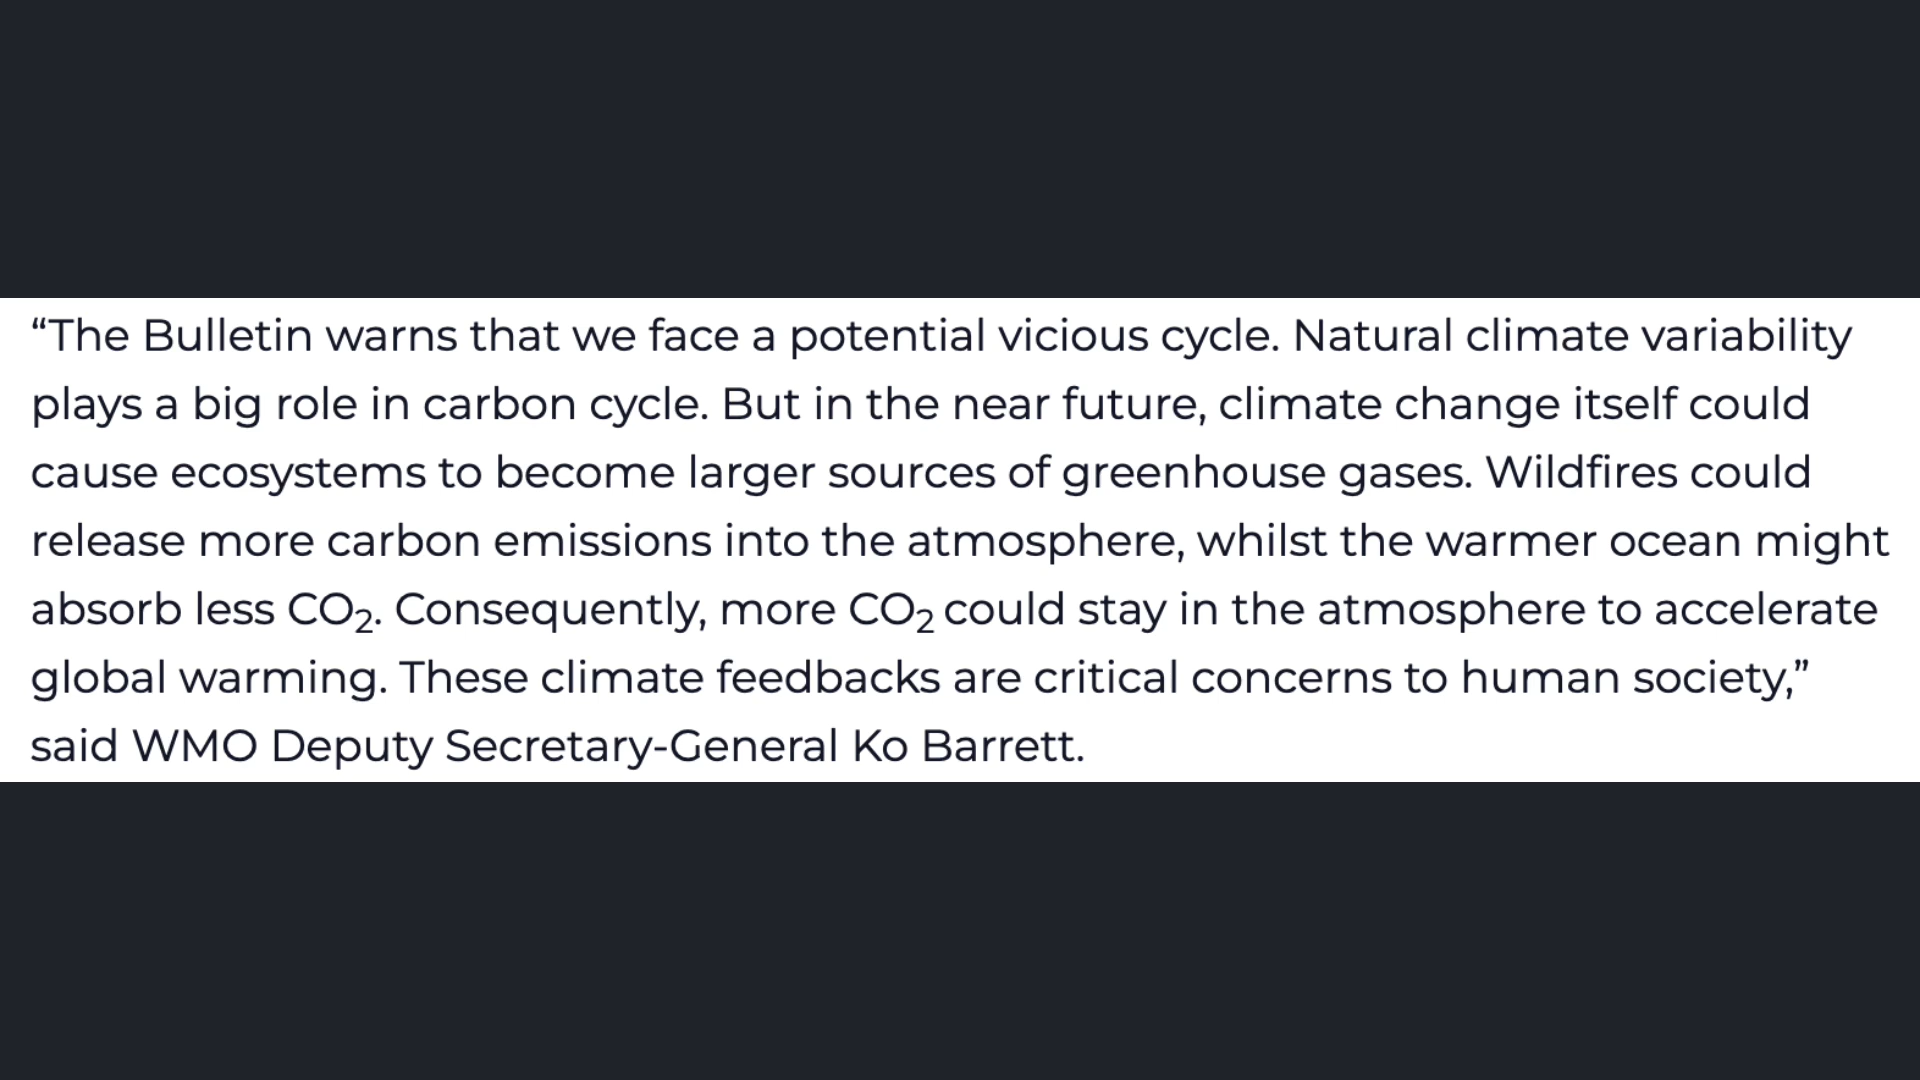 “The Bulletin warns that we face a potential vicious cycle. Natural climate variability
plays a big role in carbon cycle. But in the near future, climate change itself could
cause ecosystems to become larger sources of greenhouse gases. Wildfires could
release more carbon emissions into the atmosphere, whilst the warmer ocean might
absorb less CO₂. Consequently, more CO₂ could stay in the atmosphere to accelerate
global warming. These climate feedbacks are critical concerns to human society,”
said WMO Deputy Secretary-General Ko Barrett.